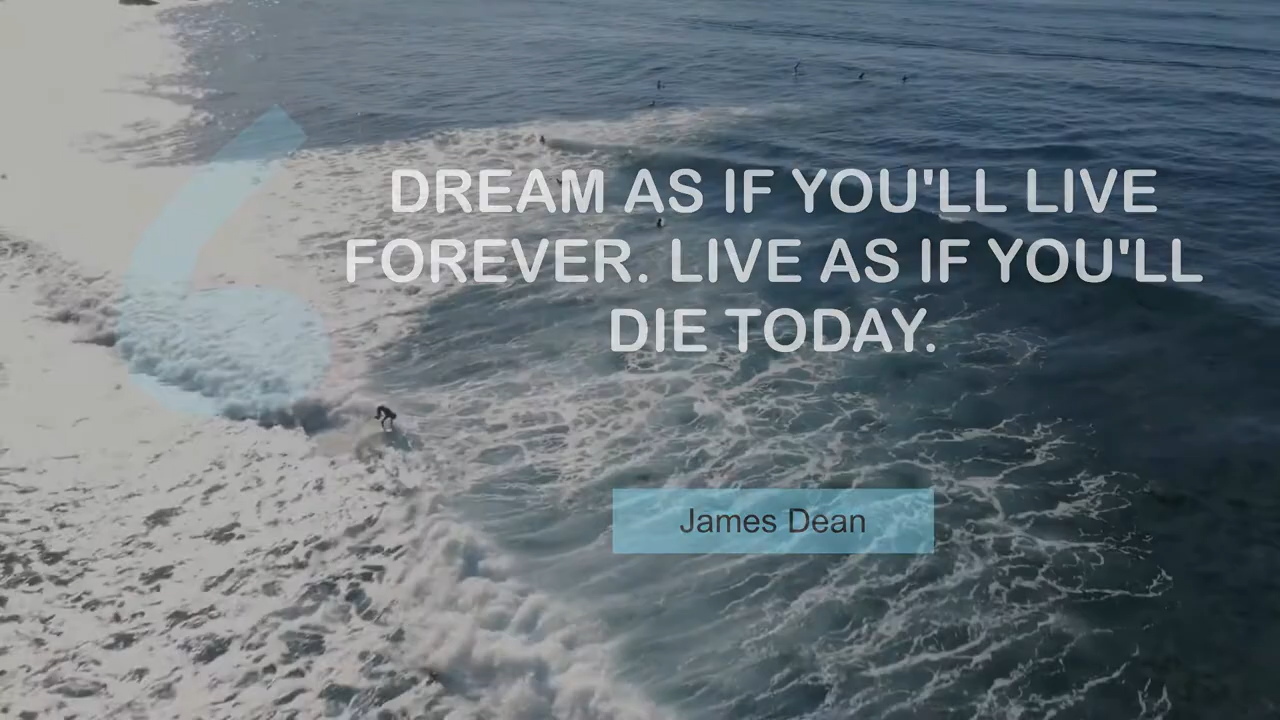 DREAM AS IF YOU'LL LIVE
FOREVER. LIVE AS IF YOU'LL
DIE TODAY.
James Dean